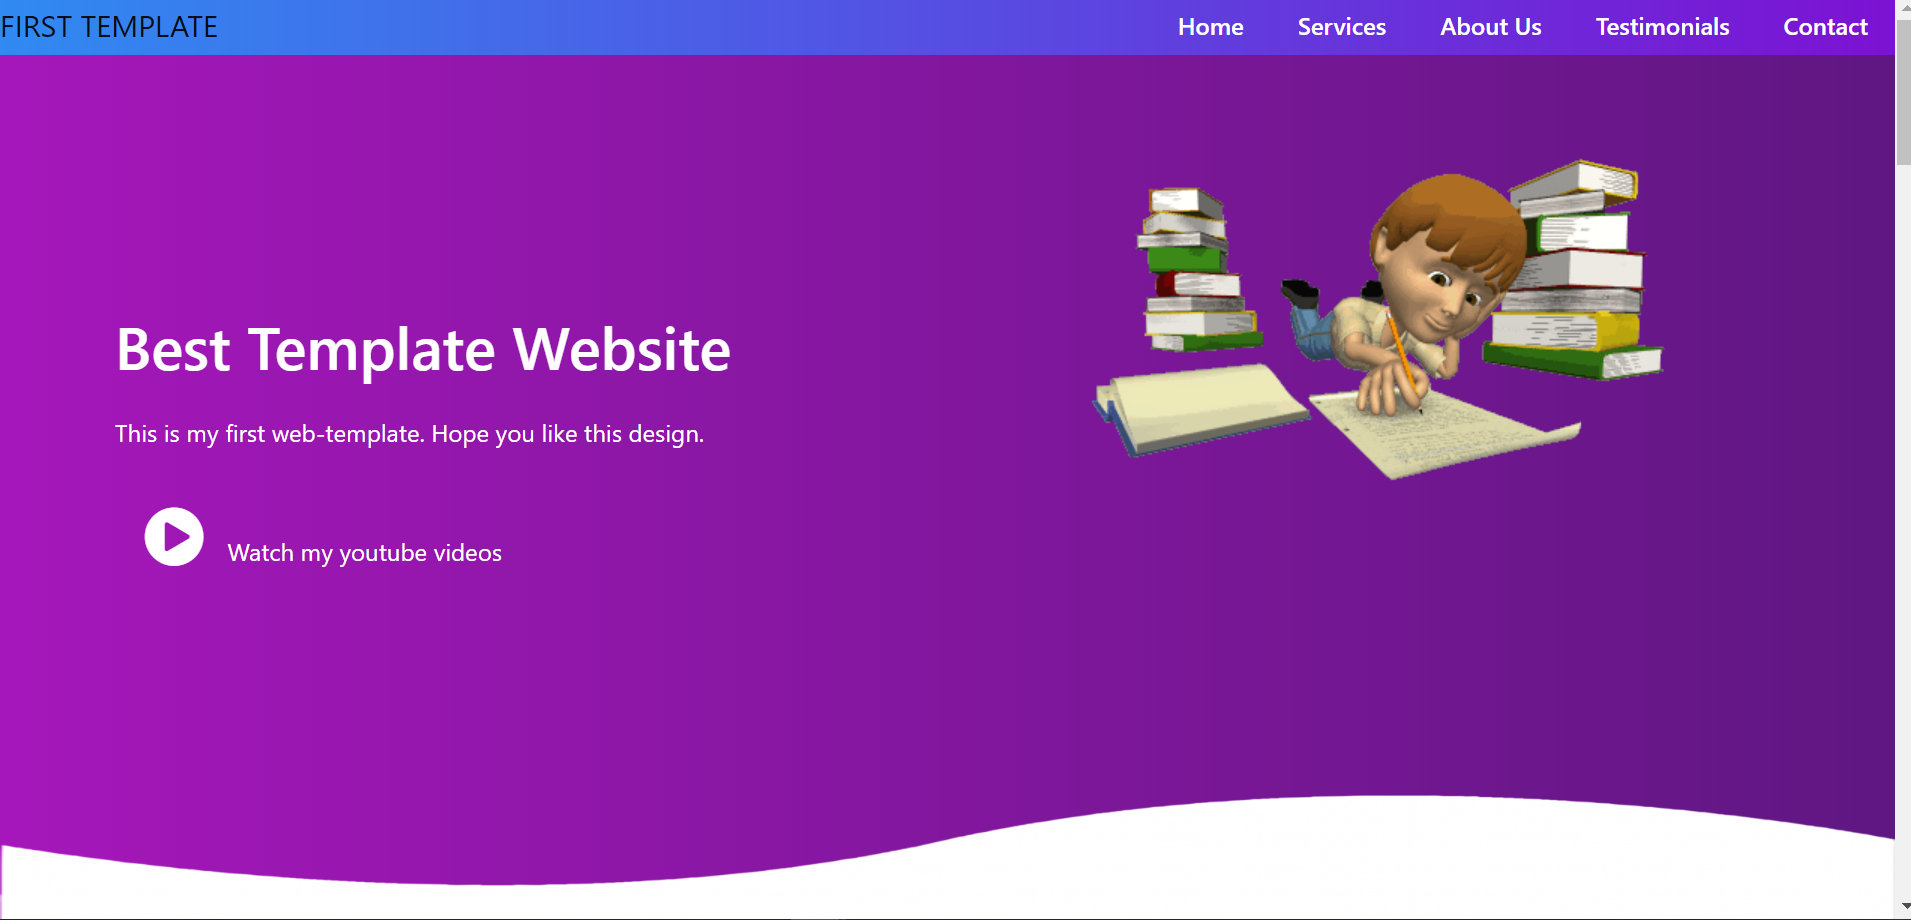 FIRST TEMPLATE
Home Services About Us Testimonials Contact
Best Template Website
This is my first web-template. Hope you like this design.
Watch my youtube videos